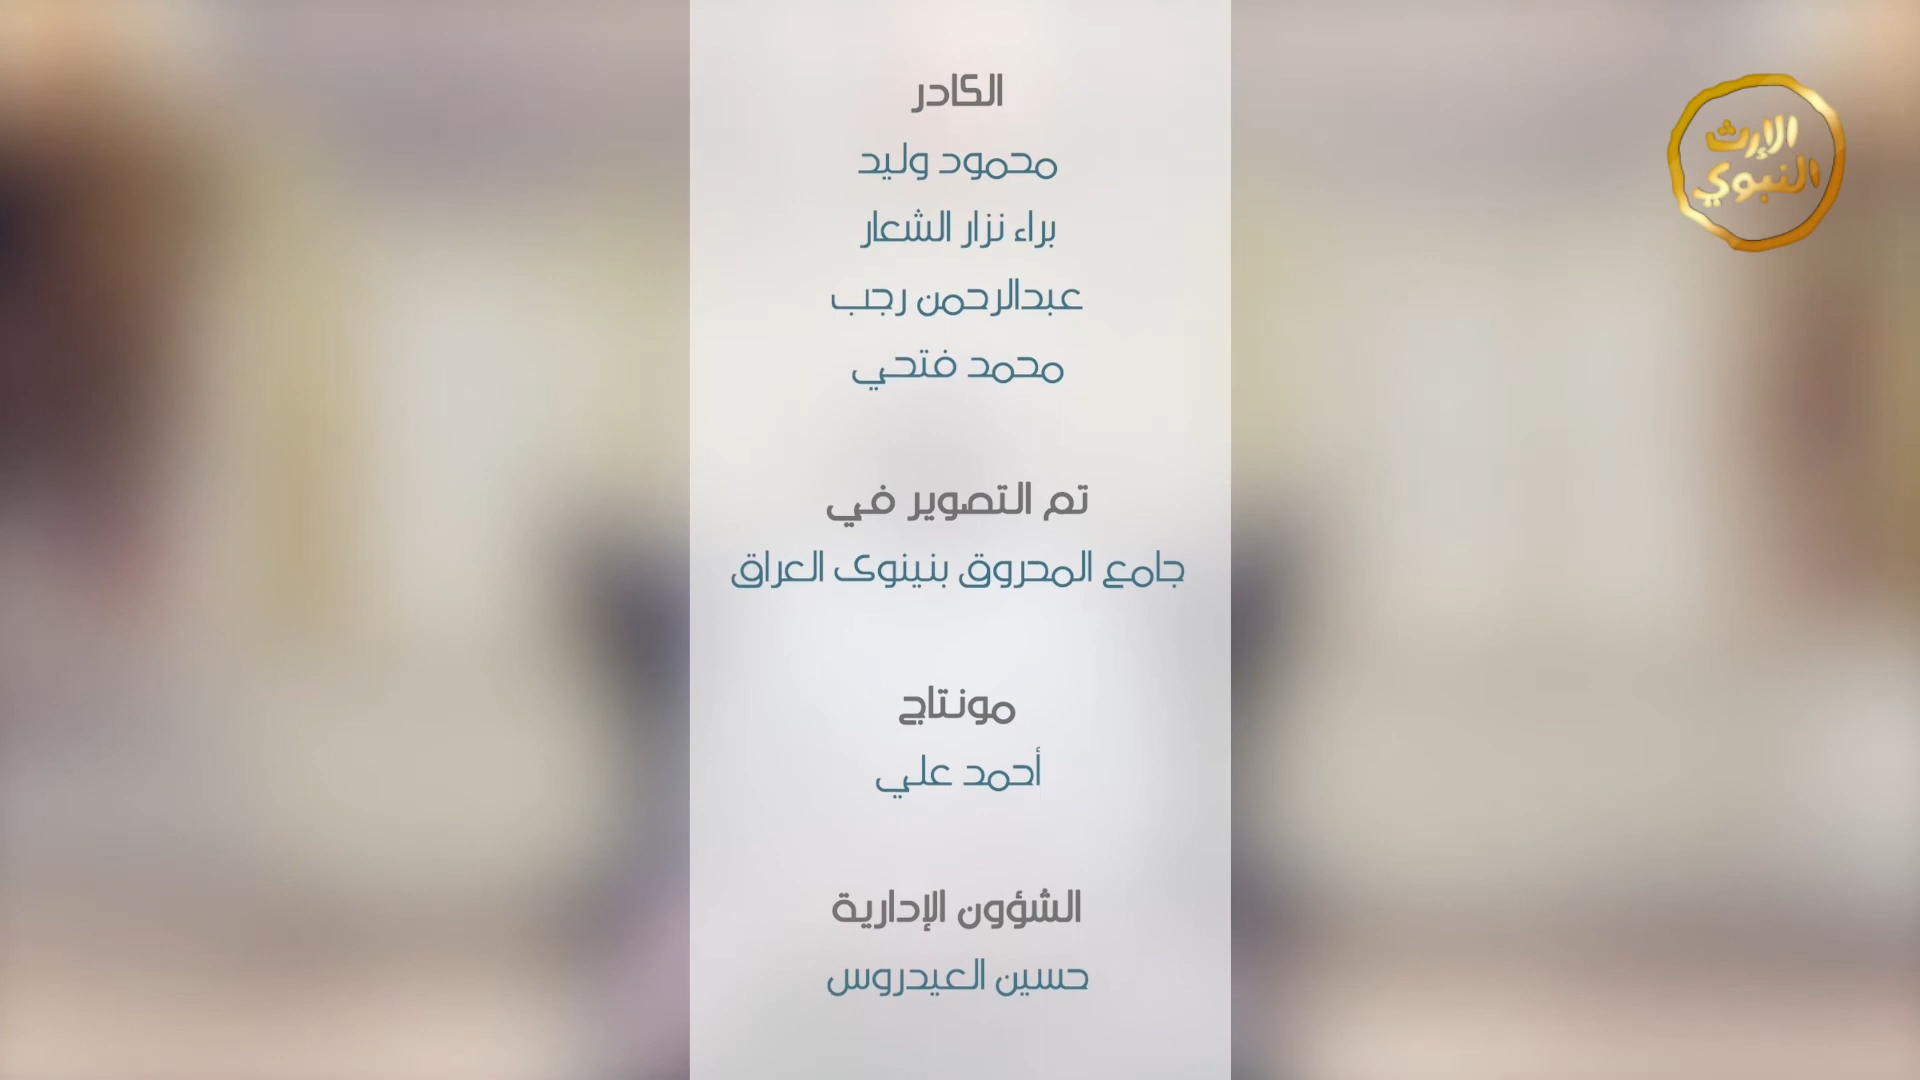 الكادر
محمود وليد
براء نزار الشعار
عبدالرحمن رجب
محمد فتحي
تم التصوير في
جامع المحروق بنينوى العراق
مونتاج
أحمد علي
الشؤون الإدارية
حسين العيدروس
الإرث
النبوي